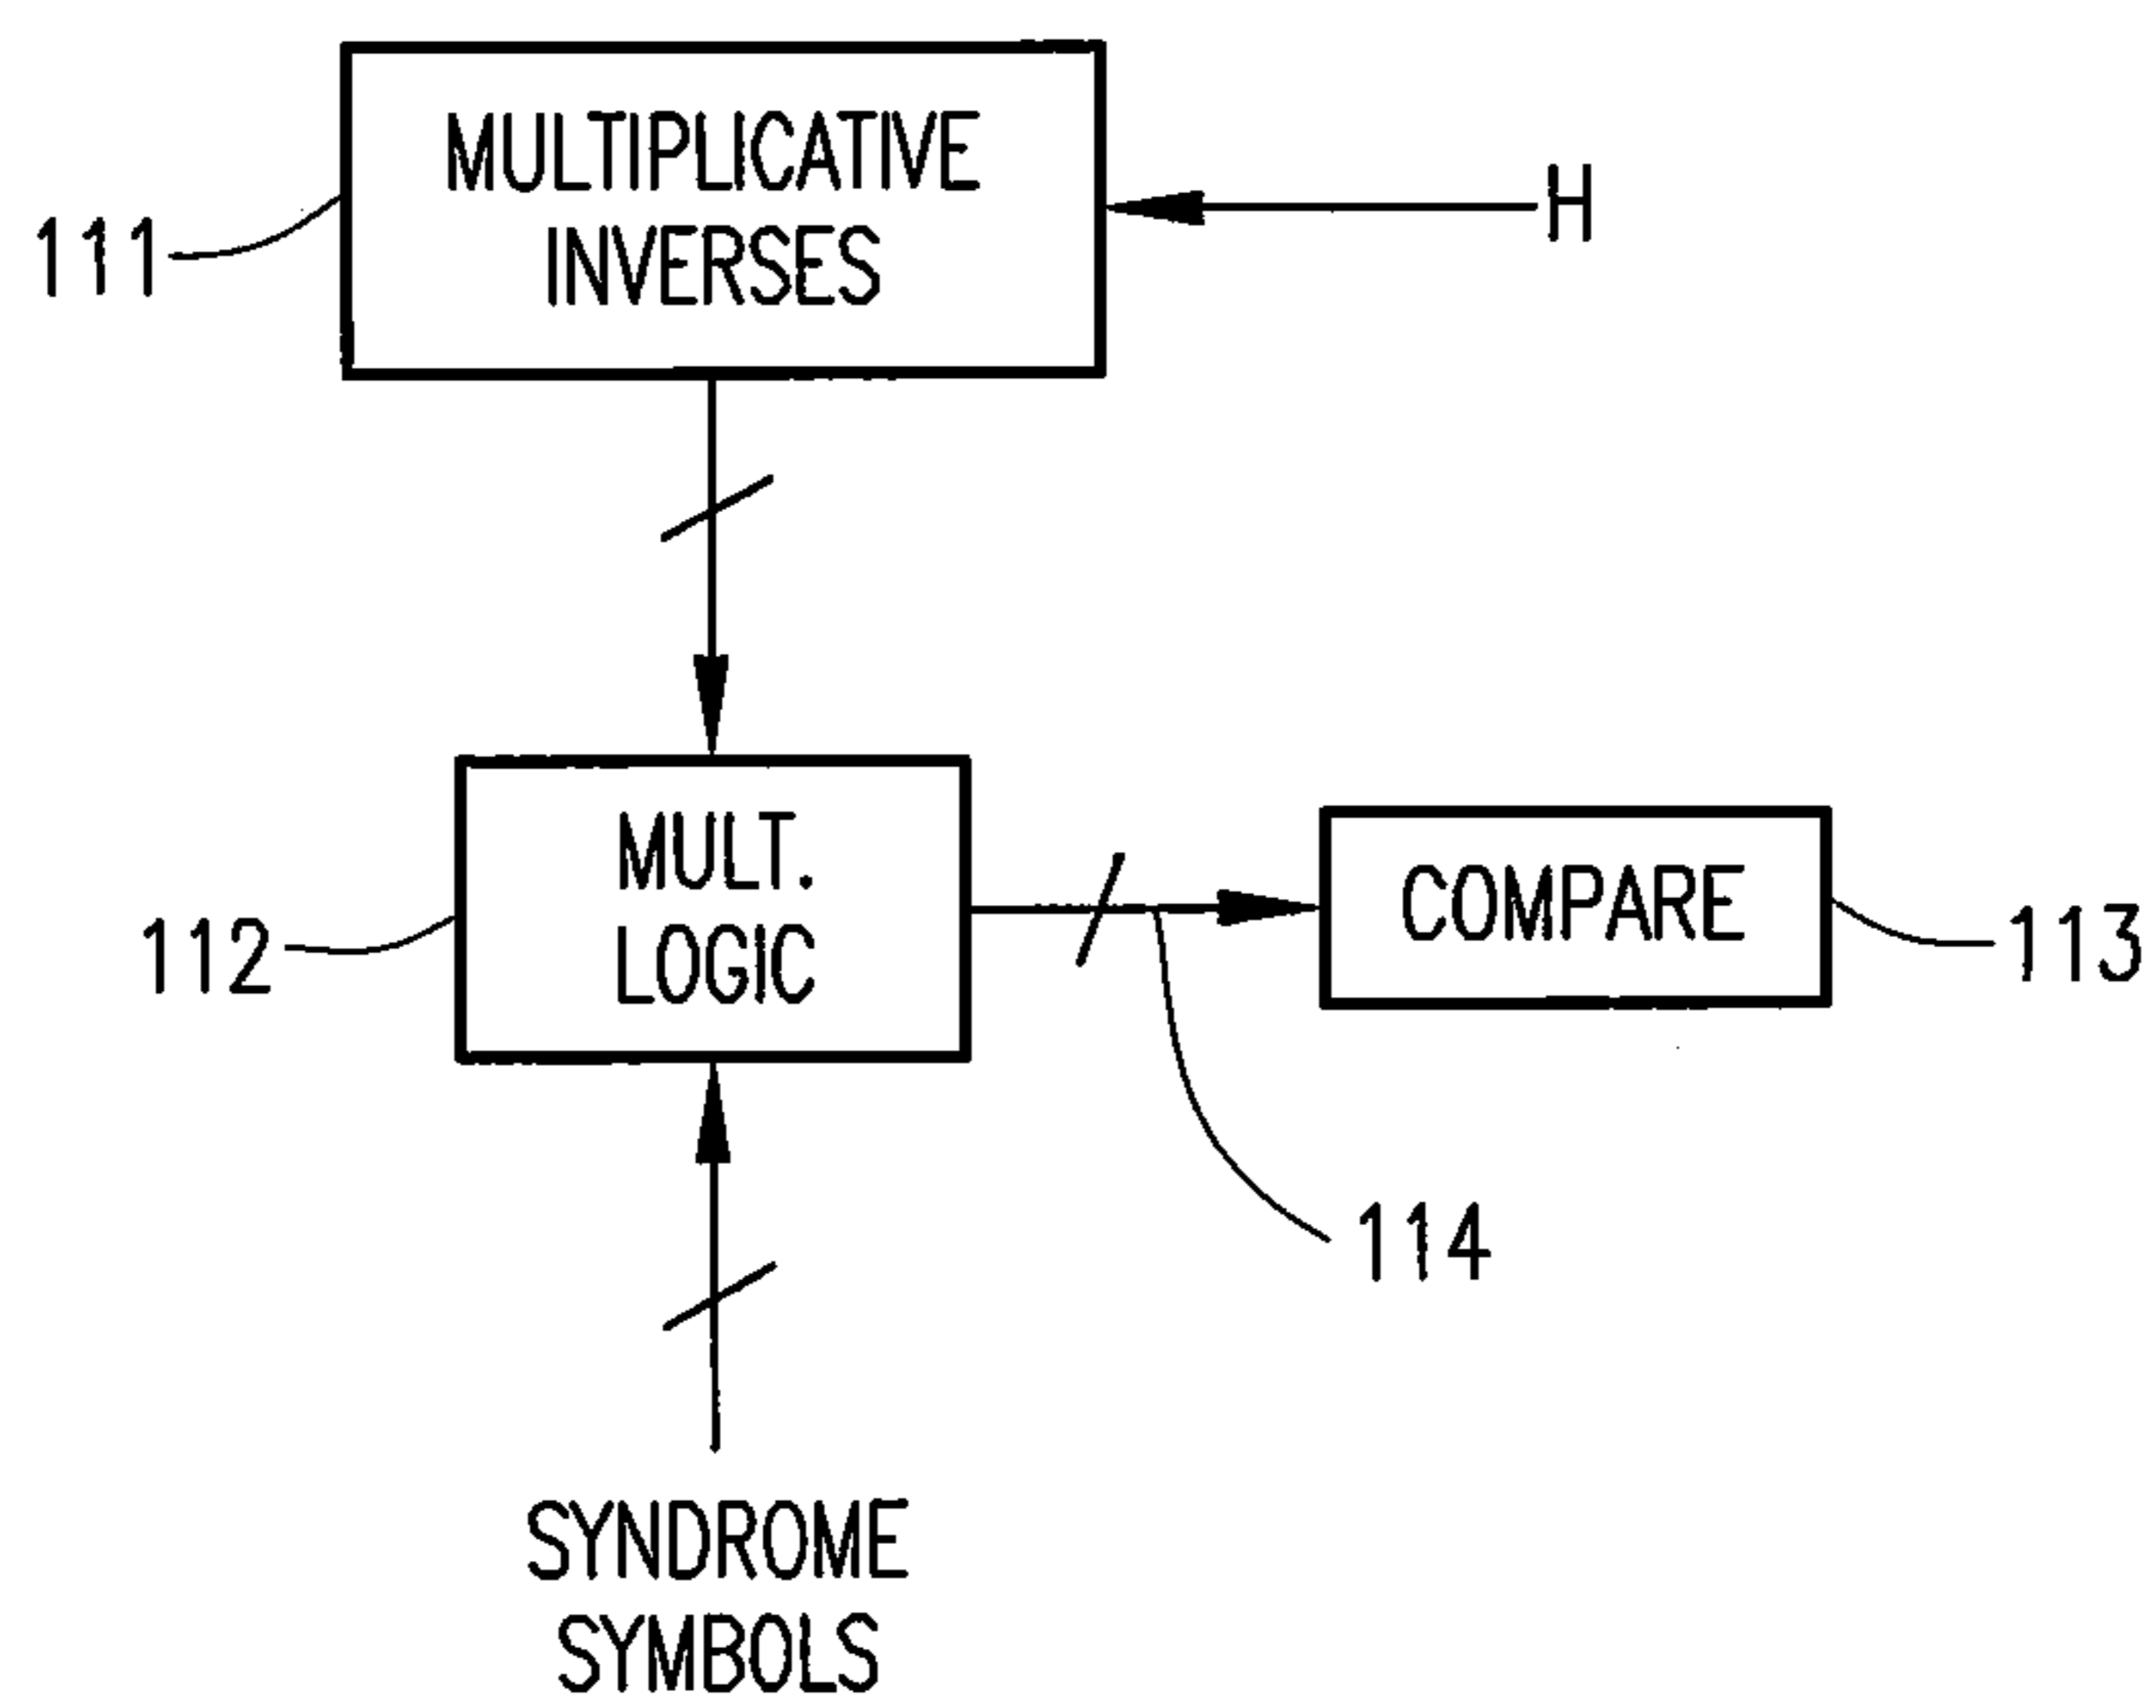 MULTIPLICATIVE
INVERSES
H
111
MULT.
LOGIC
COMPARE
112
113
114
SYNDROME
SYMBOLS